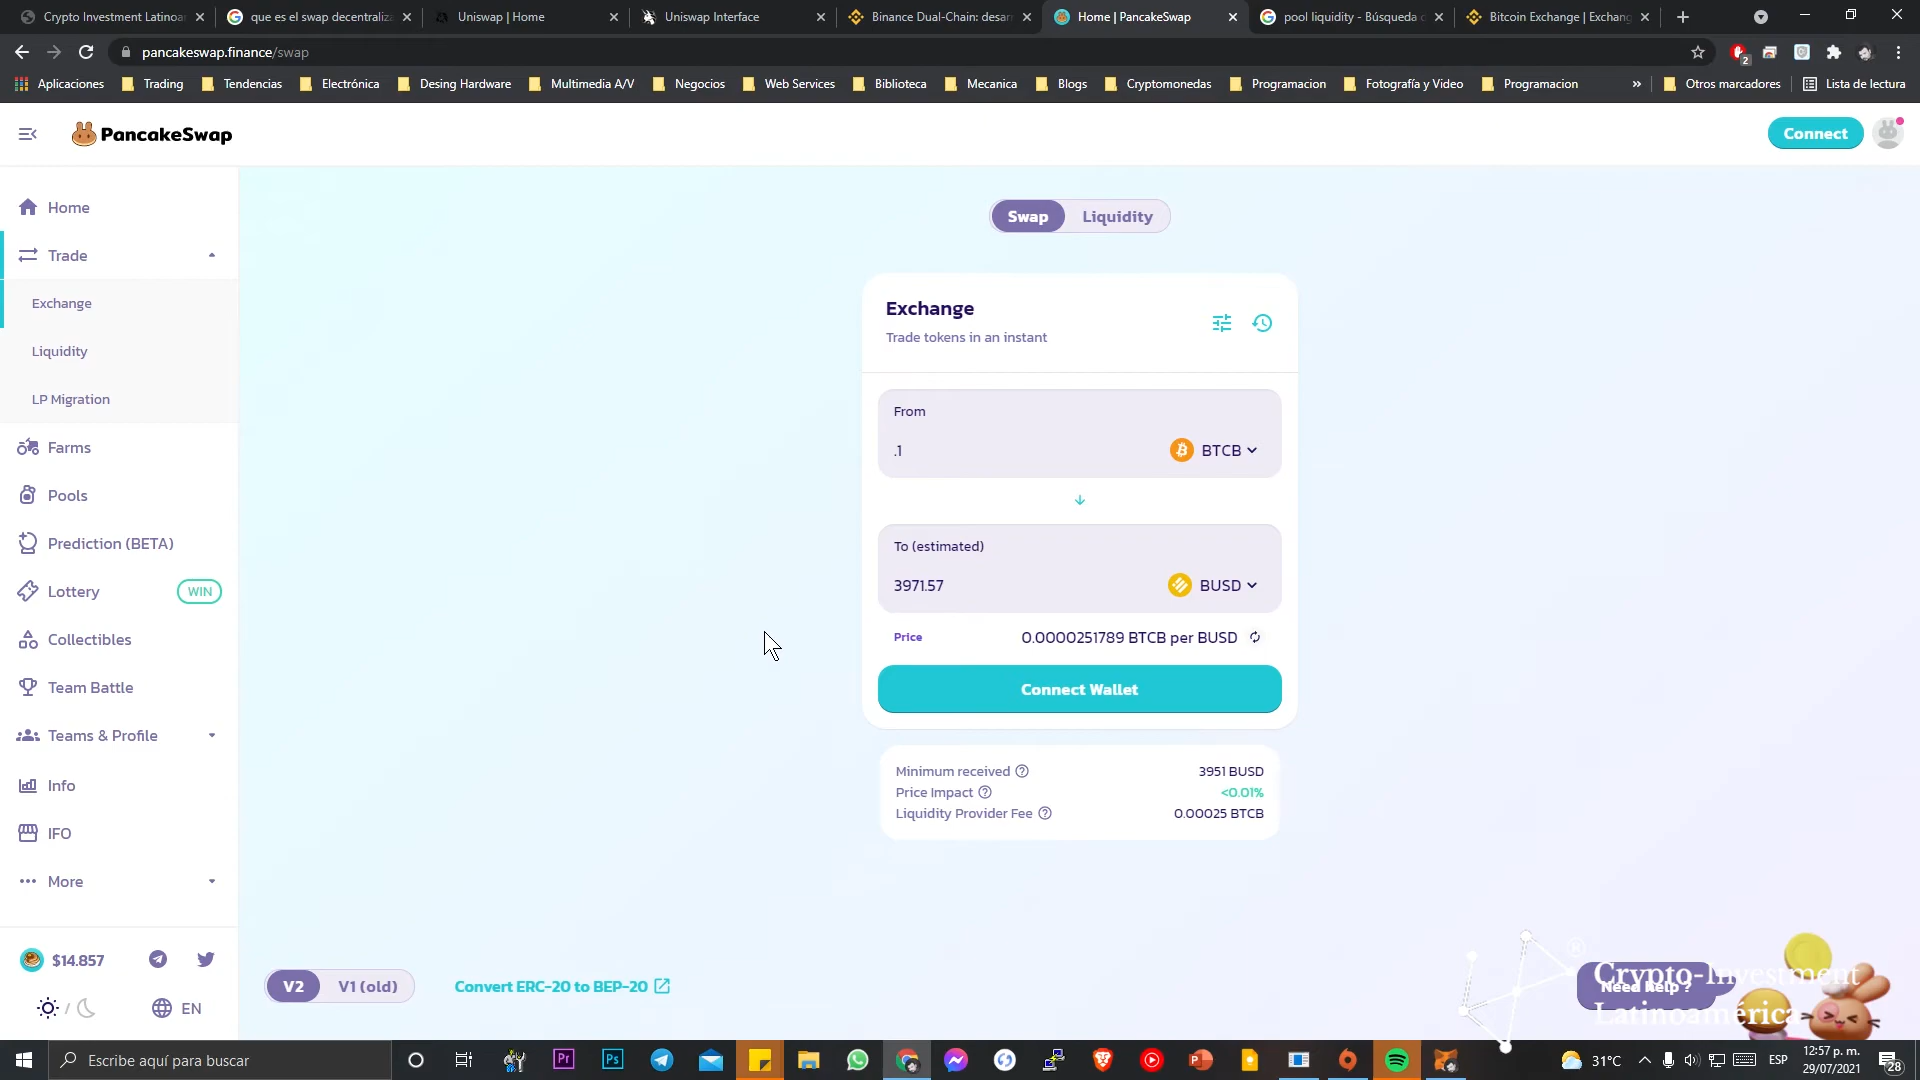 Crypto Investment Latinoa
que es el swap decentraliz
Uniswap | Home
Uniswap Interface
Binance Dual-Chain: desar
Home | PancakeSwap
pool liquidity - Búsqueda
Bitcoin Exchange | Exchang
pancakeswap.finance/swap
2
Aplicaciones
Trading
Tendencias
Electrónica
Desing Hardware
Multimedia A/V
Negocios
Web Services
Biblioteca
Mecanica
Blogs
Cryptomonedas
Programacion
Fotografía y Video
Programacion
»
Otros marcadores
Lista de lectura
PancakeSwap
Connect
Home
Trade
Exchange
Liquidity
LP Migration
Farms
Pools
Prediction (BETA)
Lottery
WIN
Collectibles
Team Battle
Teams & Profile
Info
IFO
More
$14.857
/
EN
Swap
Liquidity
Exchange
Trade tokens in an instant
From
.1
BTCB
To (estimated)
3971.57
BUSD
Price
0.0000251789 BTCB per BUSD
Connect Wallet
Minimum received
3951 BUSD
Price Impact
<0.01%
Liquidity Provider Fee
0.00025 BTCB
V2
V1 (old)
Convert ERC-20 to BEP-20
Need help ?
®
Crypto-Investment
Latinoamérica
Escribe aquí para buscar
Pr
Ps
31°C
ESP
12:57 p. m.
29/07/2021
28